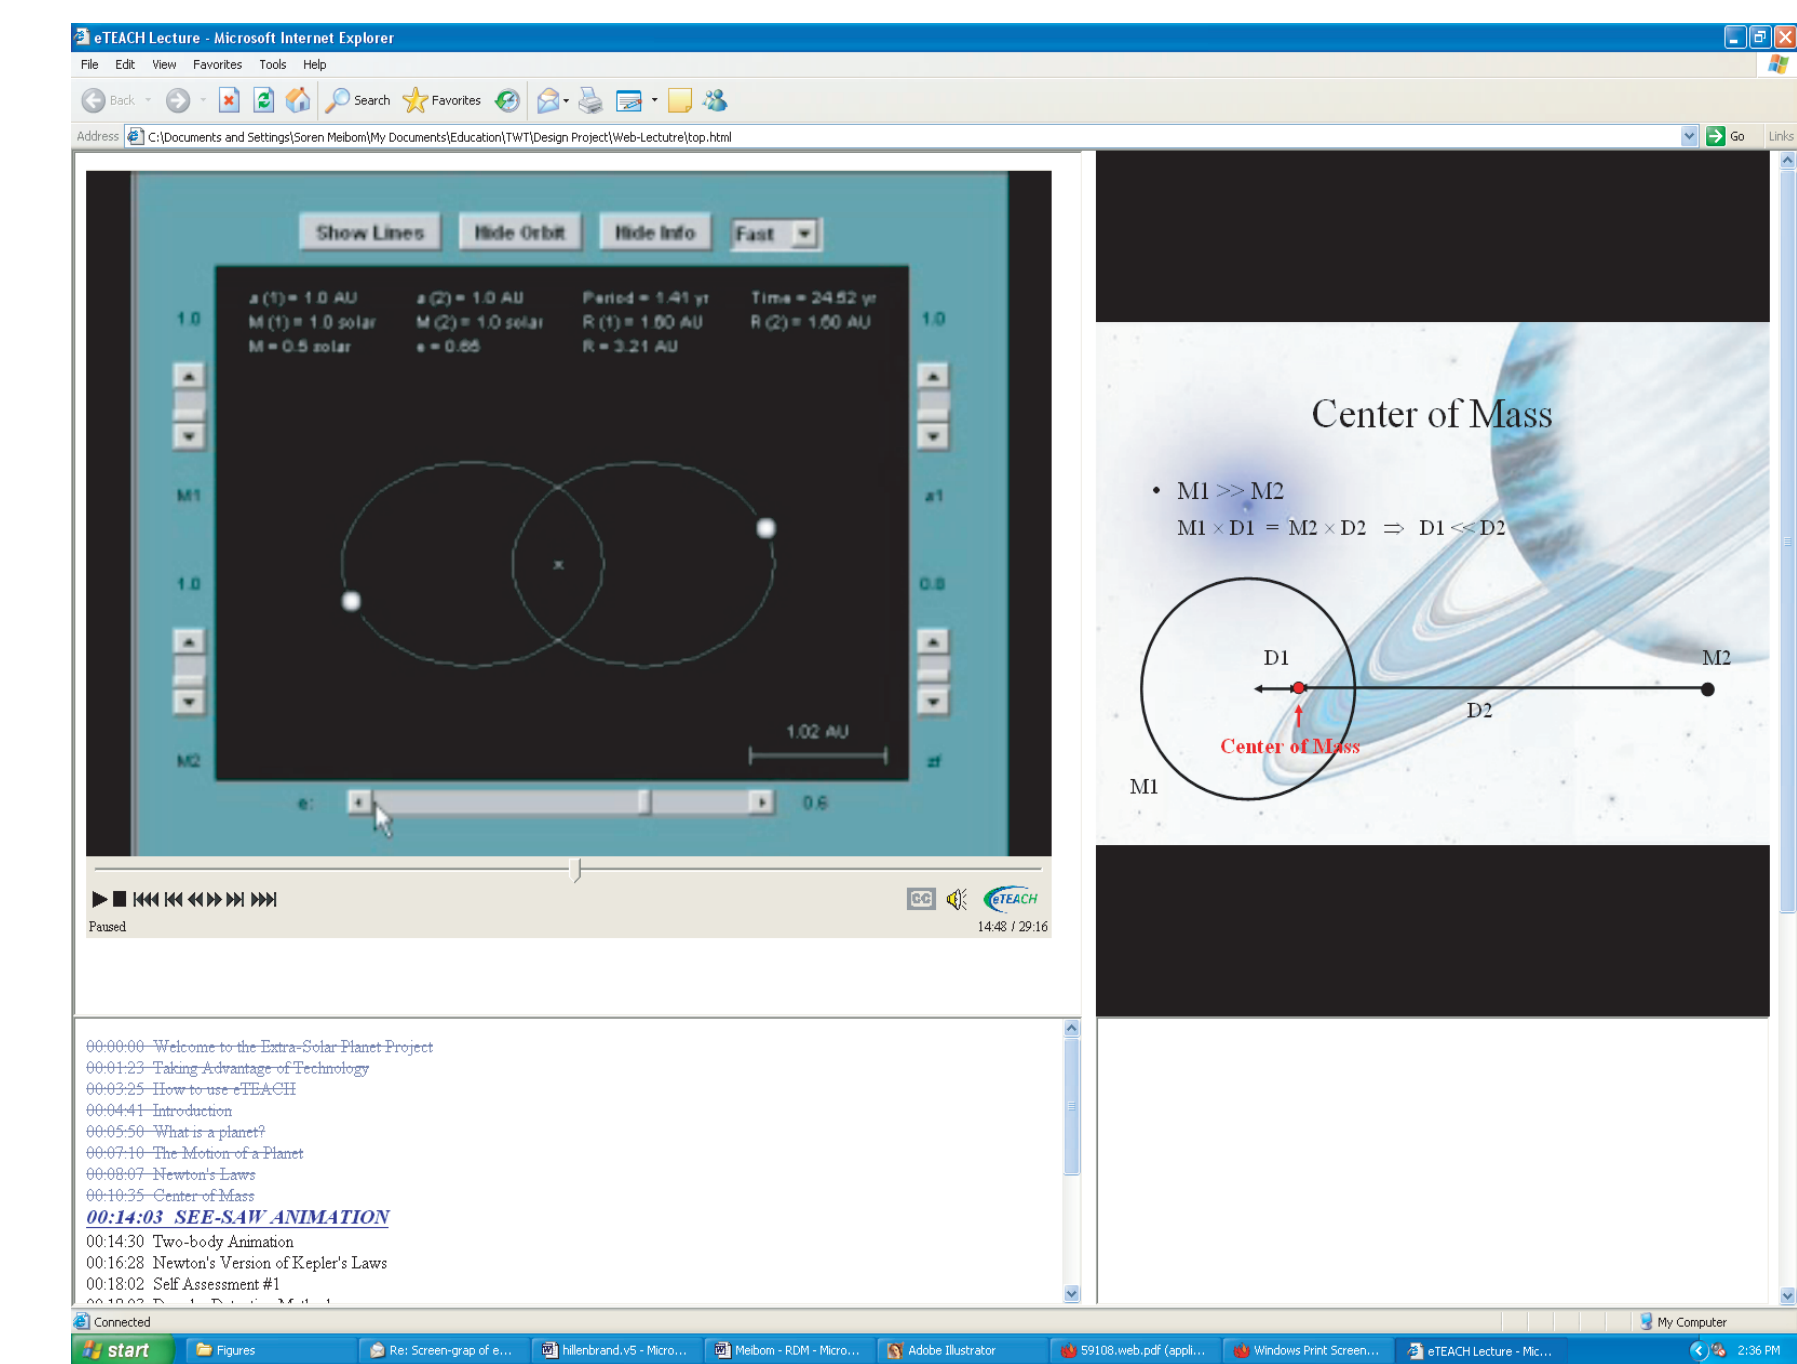 eTEACH Lecture - Microsoft Internet Explorer
File Edit View Favorites Tools Help
Back Search Favorites
Address C:\Documents and Settings\Soren Meibom\My Documents\Education\TWT\Design Project\Web-Lectutre\top.html Go Links
Show Lines Hide Orbit Hide Info Fast
a (1) = 1.0 AU a (2) = 1.0 AU Period = 1.41 yr Time = 24.52 yr
M (1) = 1.0 solar M (2) = 1.0 solar R (1) = 1.60 AU R (2) = 1.60 AU
M = 0.5 solar e = 0.65 R = 3.21 AU
1.0 1.0
M1 a1
1.0 0.8
1.02 AU
M2 zf
e: 0.6
CC eTEACH
Paused 14:48 / 29:16
Center of Mass
• M1 >> M2
M1 × D1 = M2 × D2 ⇒ D1 << D2
D1 M2
D2
Center of Mass
M1
00:00:00 Welcome to the Extra-Solar Planet Project
00:01:23 Taking Advantage of Technology
00:03:25 How to use eTEACH
00:04:41 Introduction
00:05:50 What is a planet?
00:07:10 The Motion of a Planet
00:08:07 Newton's Laws
00:10:35 Center of Mass
00:14:03 SEE-SAW ANIMATION
00:14:30 Two-body Animation
00:16:28 Newton's Version of Kepler's Laws
00:18:02 Self Assessment #1
Connected My Computer
start Figures Re: Screen-grap of e... hillenbrand.v5 - Micro... Meibom - RDM - Micro... Adobe Illustrator 59108.web.pdf (appli... Windows Print Screen... eTEACH Lecture - Mic... 2:36 PM